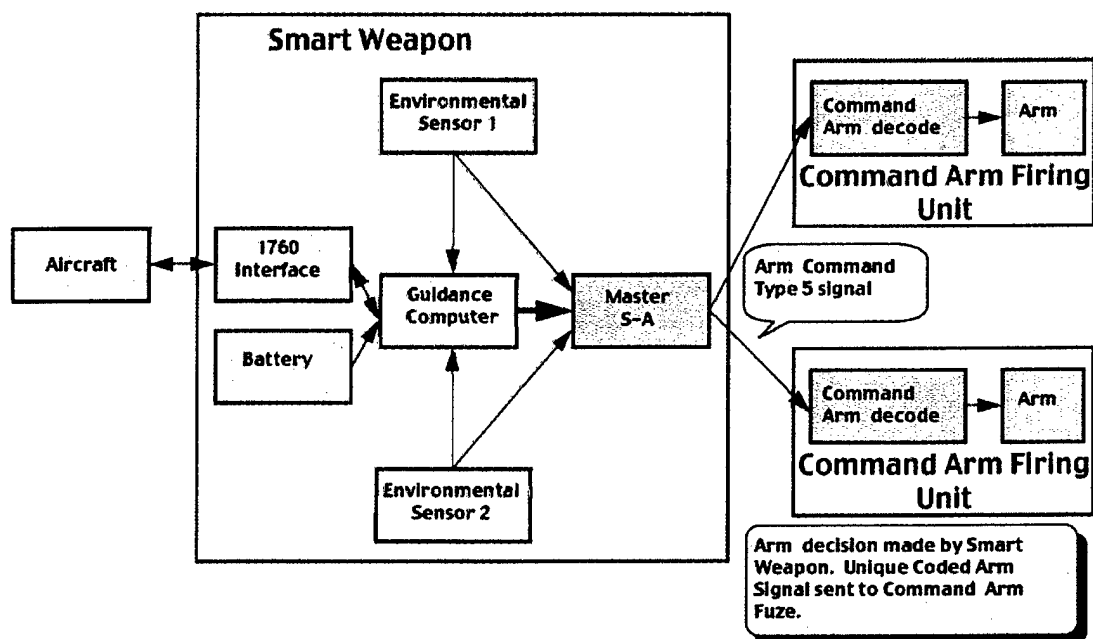 Smart Weapon
Environmental
Sensor 1
Command
Arm decode
Arm
Command Arm Firing
Unit
Aircraft
1760
Interface
Guidance
Computer
Master
S-A
Arm Command
Type 5 signal
Battery
Command
Arm decode
Arm
Command Arm Firing
Unit
Environmental
Sensor 2
Arm decision made by Smart
Weapon. Unique Coded Arm
Signal sent to Command Arm
Fuze.